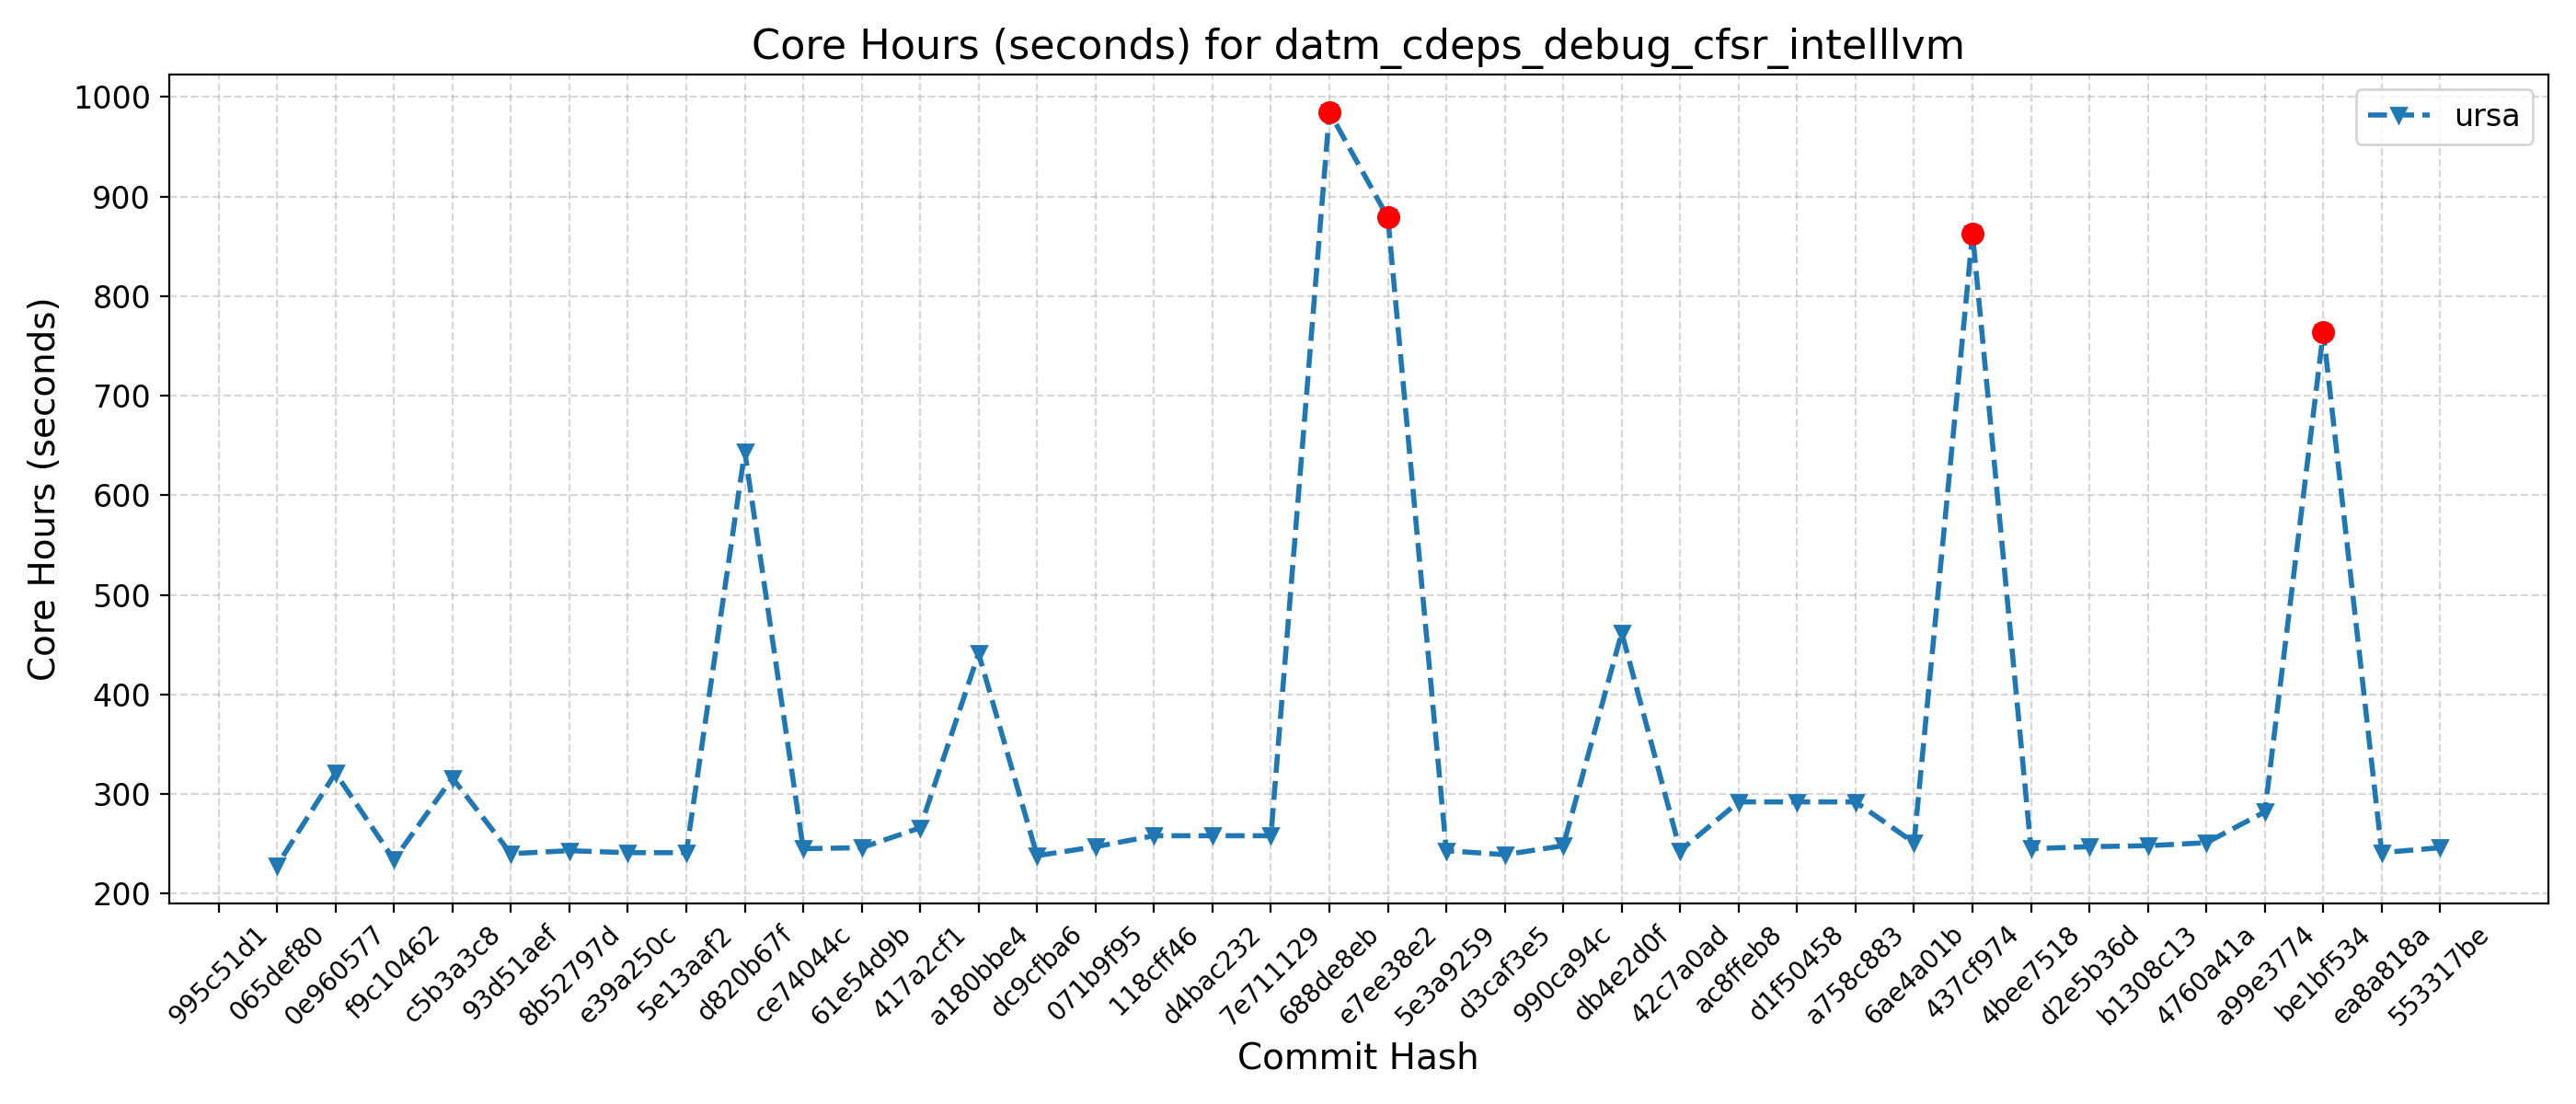 Core Hours (seconds) for datm_cdeps_debug_cfsr_intelllvm
ursa
Core Hours (seconds)
1000
900
800
700
600
500
400
300
200
995c51d1
065def80
0e960577
f9c10462
c5b3a3c8
93d51aef
8b52797d
e39a250c
5e13aaf2
d820b67f
ce74044c
61e54d9b
417a2cf1
a180bbe4
dc9cfba6
071b9f95
118cff46
d4bac232
7e711129
688de8eb
e7ee38e2
5e3a9259
d3caf3e5
990ca94c
db4e2d0f
42c7a0ad
ac8ffeb8
d1f50458
a758c883
6ae4a01b
437cf974
4bee7518
d2e5b36d
b1308c13
4760a41a
a99e3774
be1bf534
ea8a818a
553317be
Commit Hash